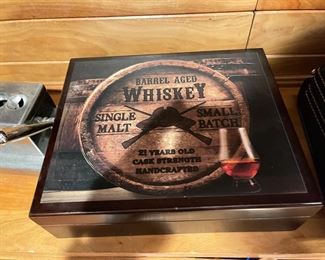 BARREL AGED
WHISKEY
SINGLE MALT
SMALL BATCH
21 YEARS OLD
CASK STRENGTH
HANDCRAFTED